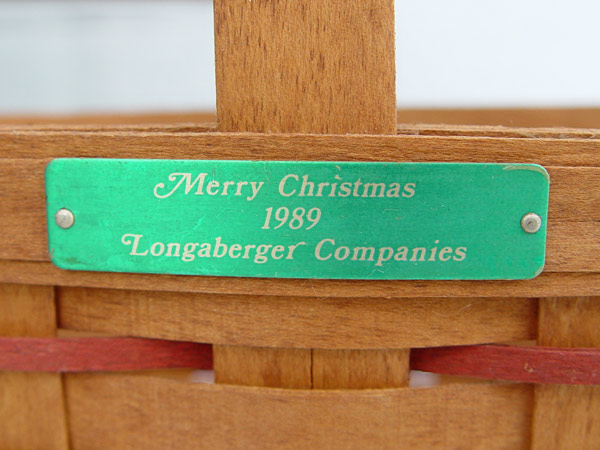 Merry Christmas
1989
Longaberger Companies